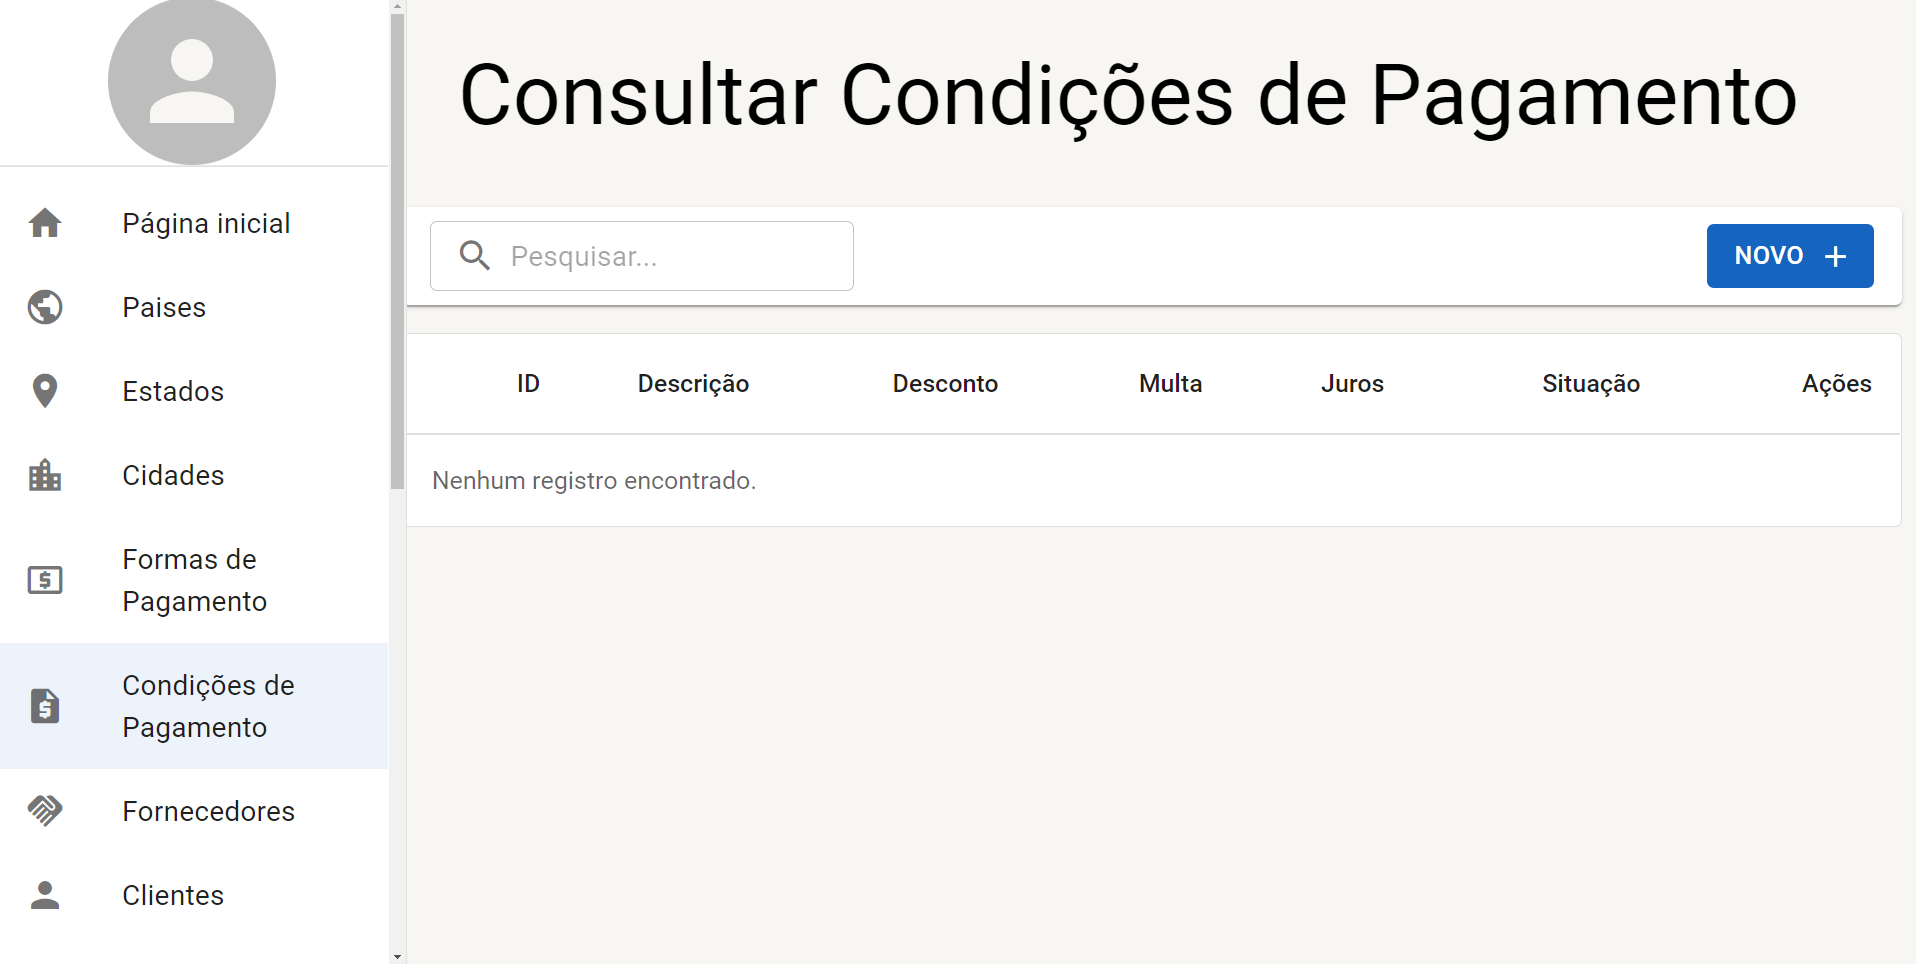 Consultar Condições de Pagamento
Página inicial
Paises
Estados
Cidades
Formas de
Pagamento
Condições de
Pagamento
Fornecedores
Clientes
Pesquisar...
NOVO +
ID Descrição Desconto Multa Juros Situação Ações
Nenhum registro encontrado.